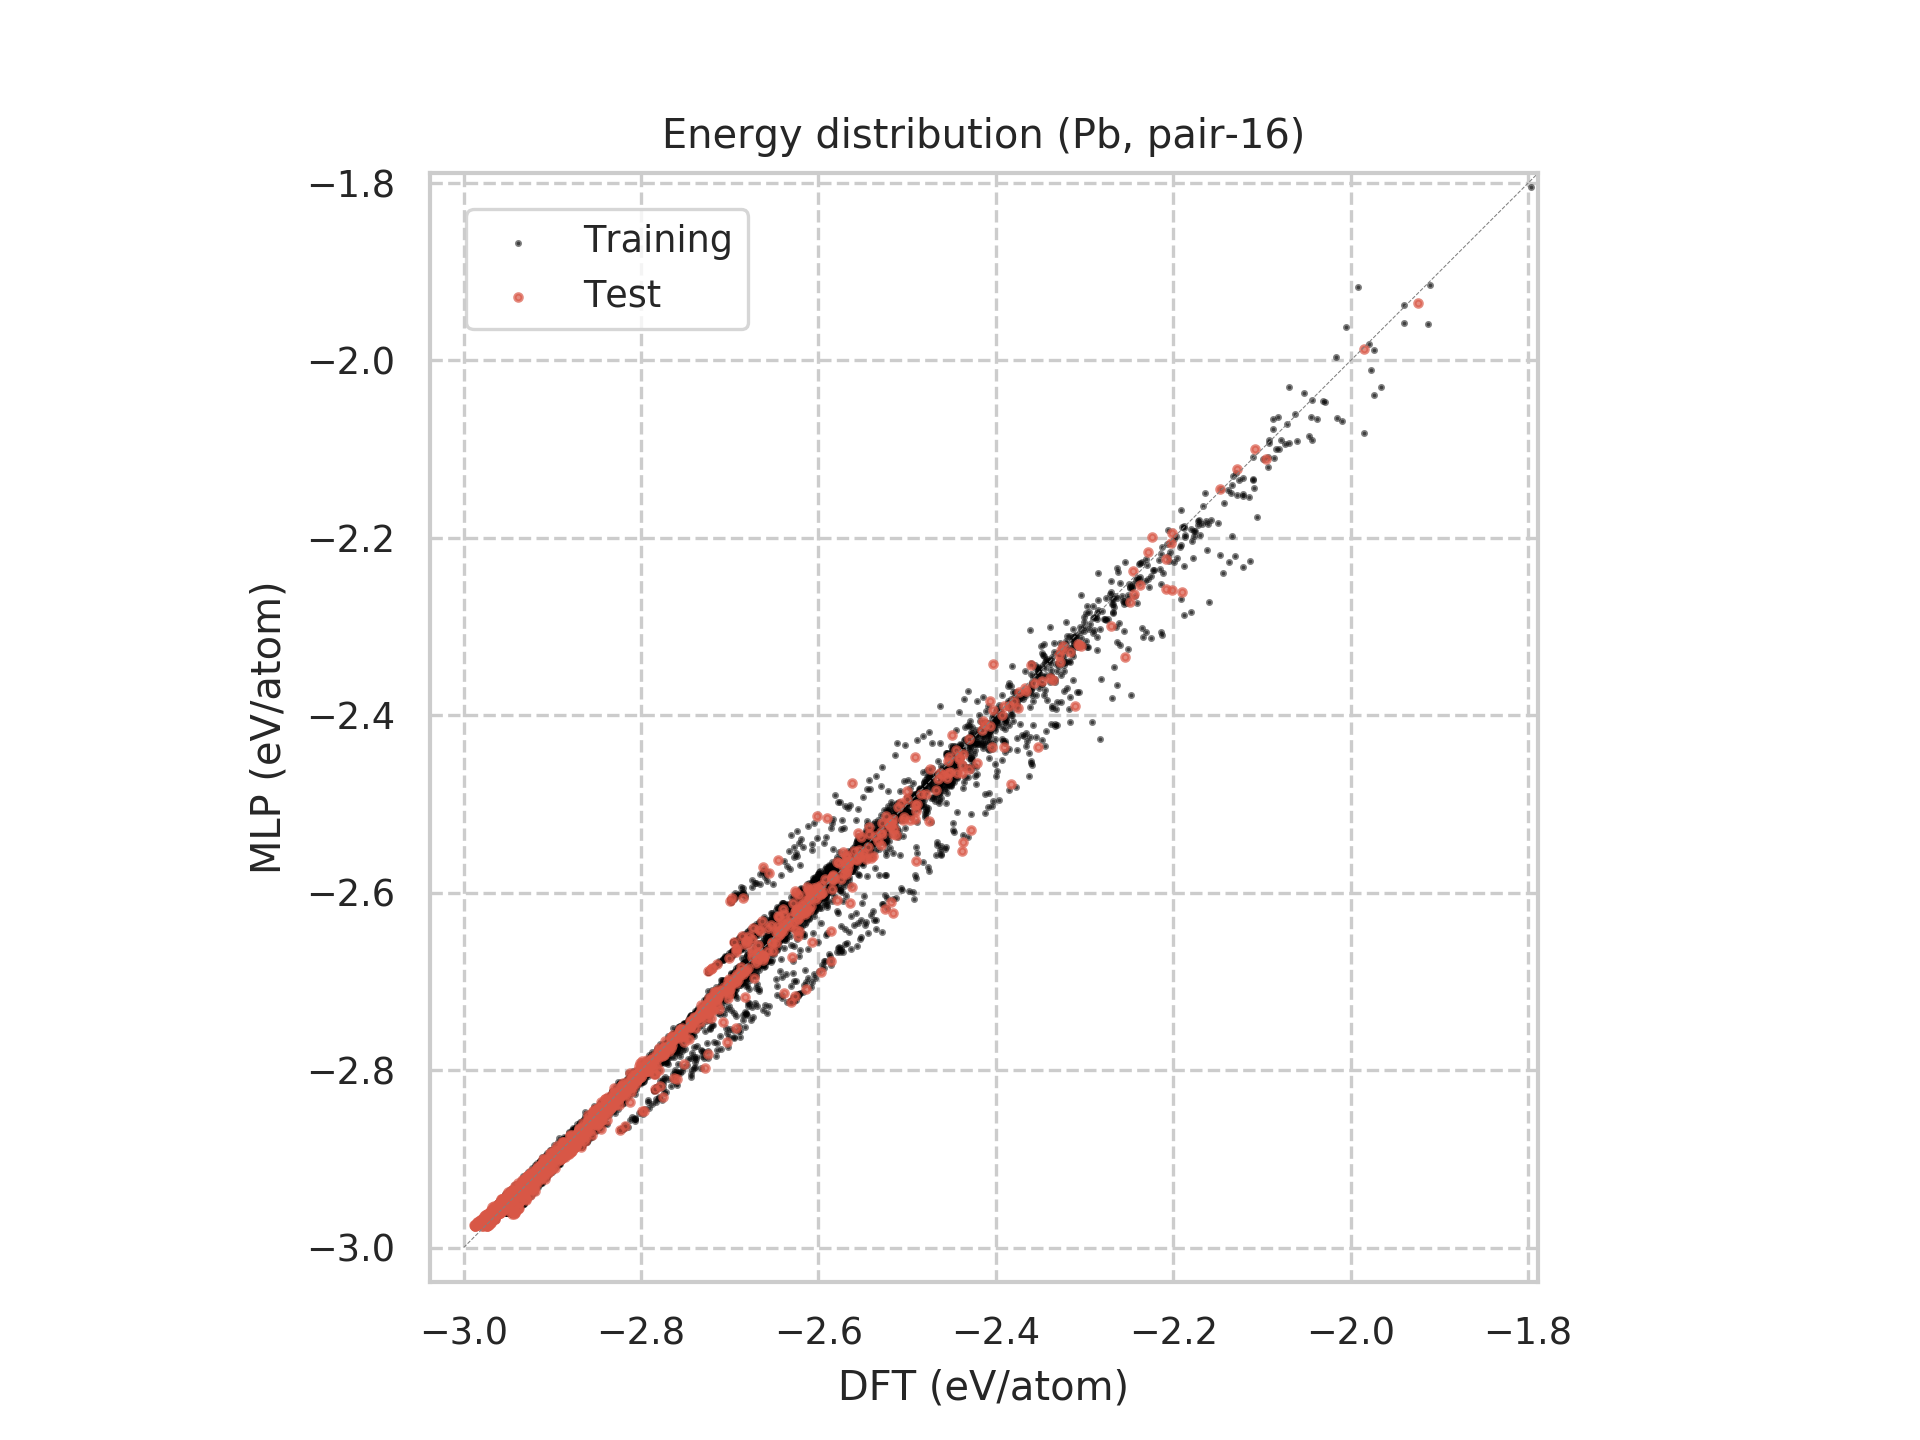 Energy distribution (Pb, pair-16)
Training
Test
MLP (eV/atom)
−1.8
−2.0
−2.2
−2.4
−2.6
−2.8
−3.0
−3.0 −2.8 −2.6 −2.4 −2.2 −2.0 −1.8
DFT (eV/atom)